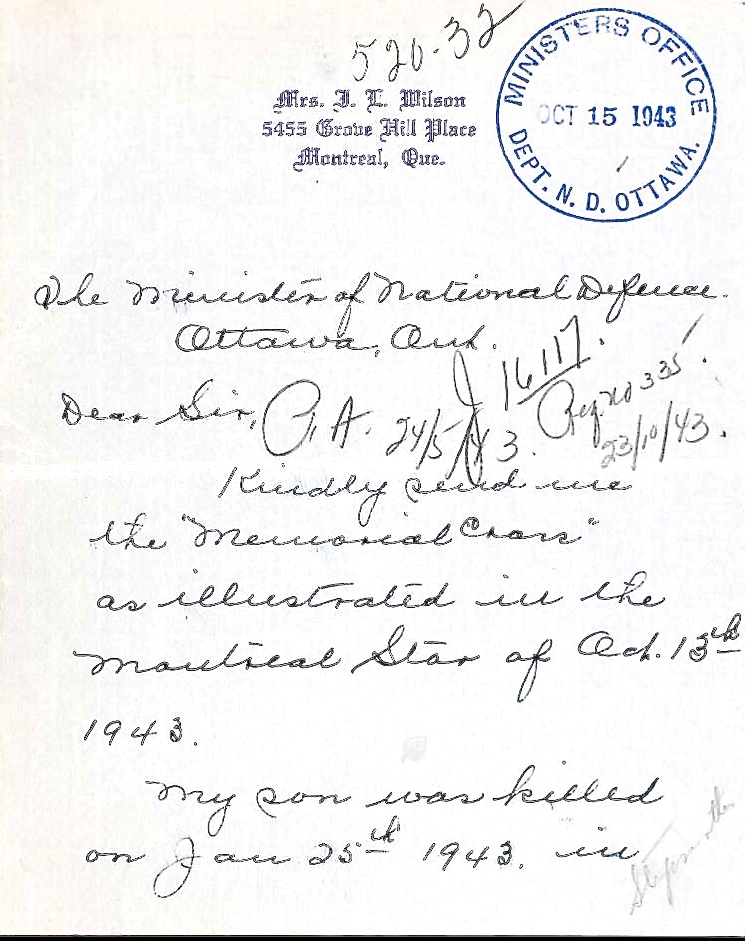 520-32
Mrs. J. L. Wilson
5455 Grove Hill Place
Montreal, Que.
MINISTERS OFFICE
OCT 15 1943
DEPT. N. D. OTTAWA.
The Minister of National Defence.
Ottawa, Ont.
J 16117.
Dear Sir,
P.A. 24/5/43.
Reg no 335.
23/10/43.
Kindly send me
the "Memorial Cross"
as illustrated in the
Montreal Star of Oct. 13th
1943.
My son was killed
on Jan 25th 1943. in
Stepmother